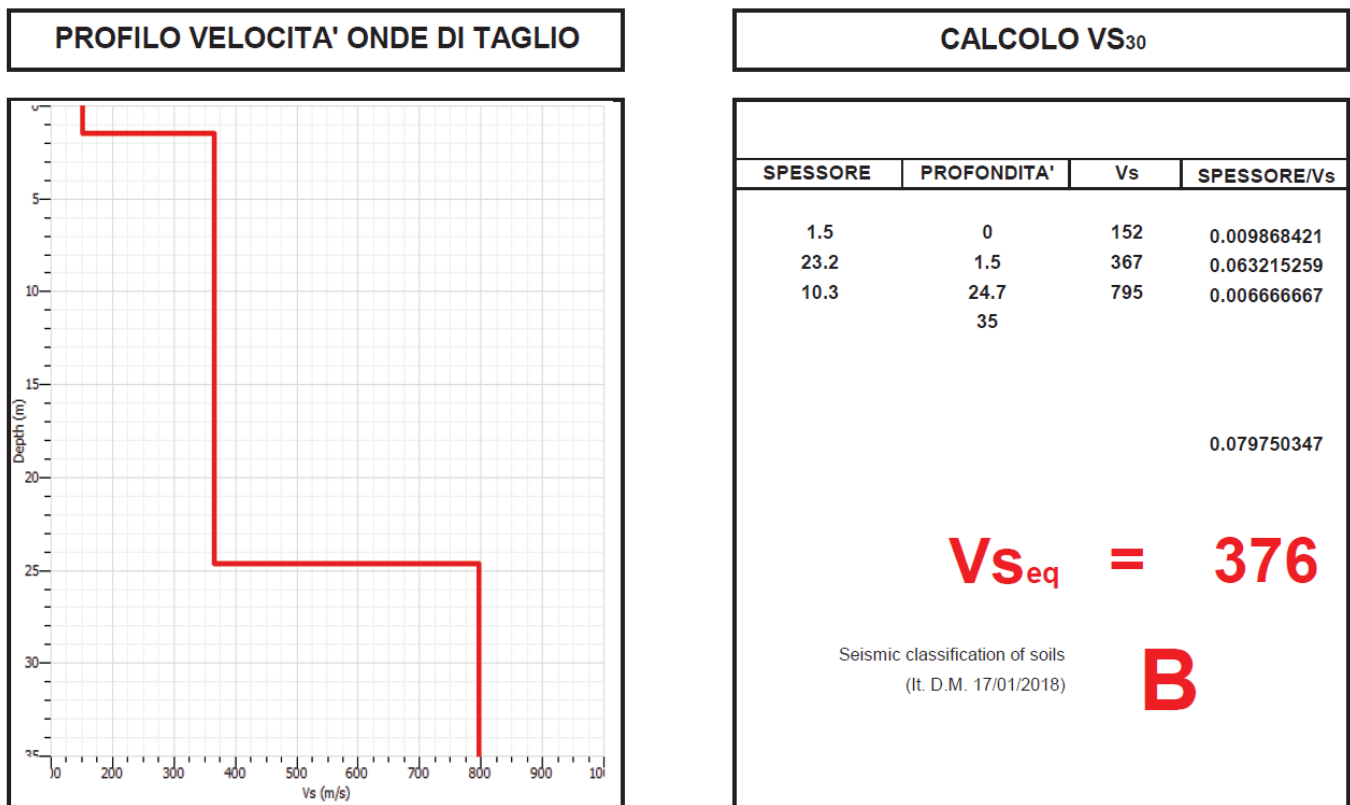 PROFILO VELOCITA' ONDE DI TAGLIO
CALCOLO VS30
5
10
15
20
25
30
35
Depth (m)
200
300
400
500
600
700
800
900
Vs (m/s)
SPESSORE PROFONDITA' Vs SPESSORE/Vs
1.5 0 152 0.009868421
23.2 1.5 367 0.063215259
10.3 24.7 795 0.006666667
35
0.079750347
Vseq = 376
Seismic classification of soils
(It. D.M. 17/01/2018)
B